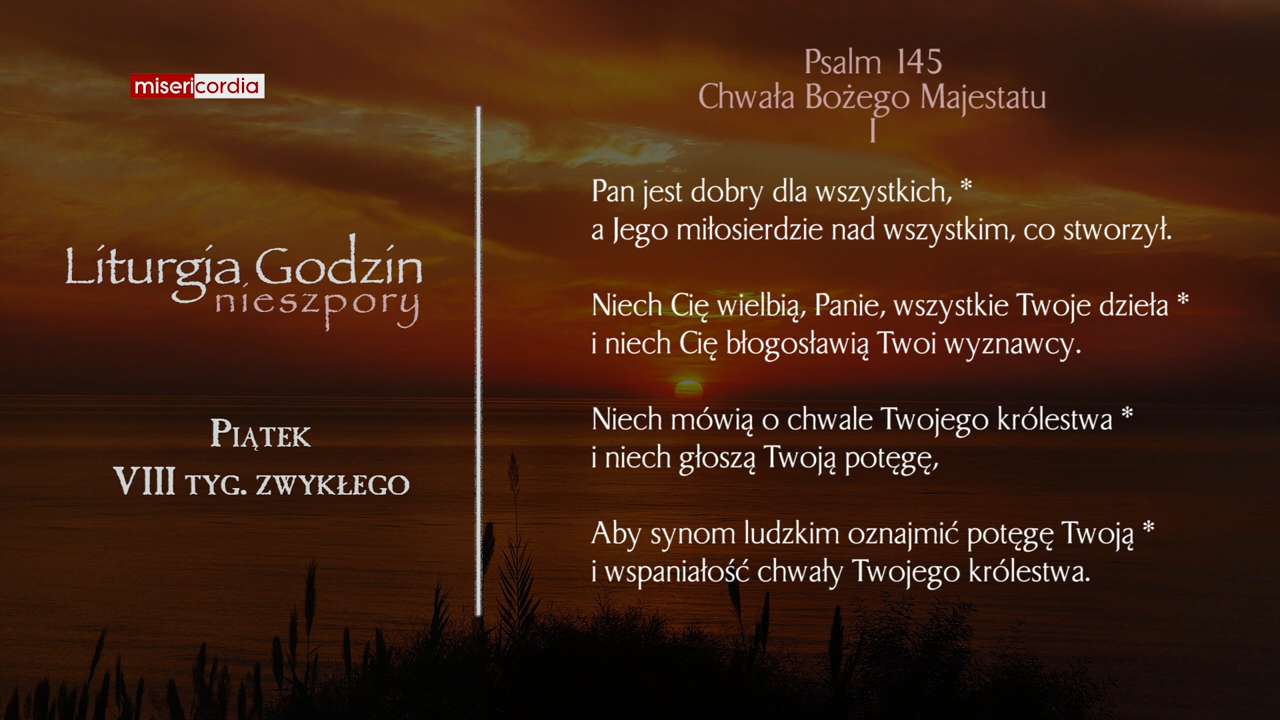 misericordia
Liturgia Godzin
nieszpory
Piątek
VIII tyg. zwykłego
Psalm 145
Chwała Bożego Majestatu
I
Pan jest dobry dla wszystkich, *
a Jego miłosierdzie nad wszystkim, co stworzył.
Niech Cię wielbią, Panie, wszystkie Twoje dzieła *
i niech Cię błogosławią Twoi wyznawcy.
Niech mówią o chwale Twojego królestwa *
i niech głoszą Twoją potęgę,
Aby synom ludzkim oznajmić potęgę Twoją *
i wspaniałość chwały Twojego królestwa.